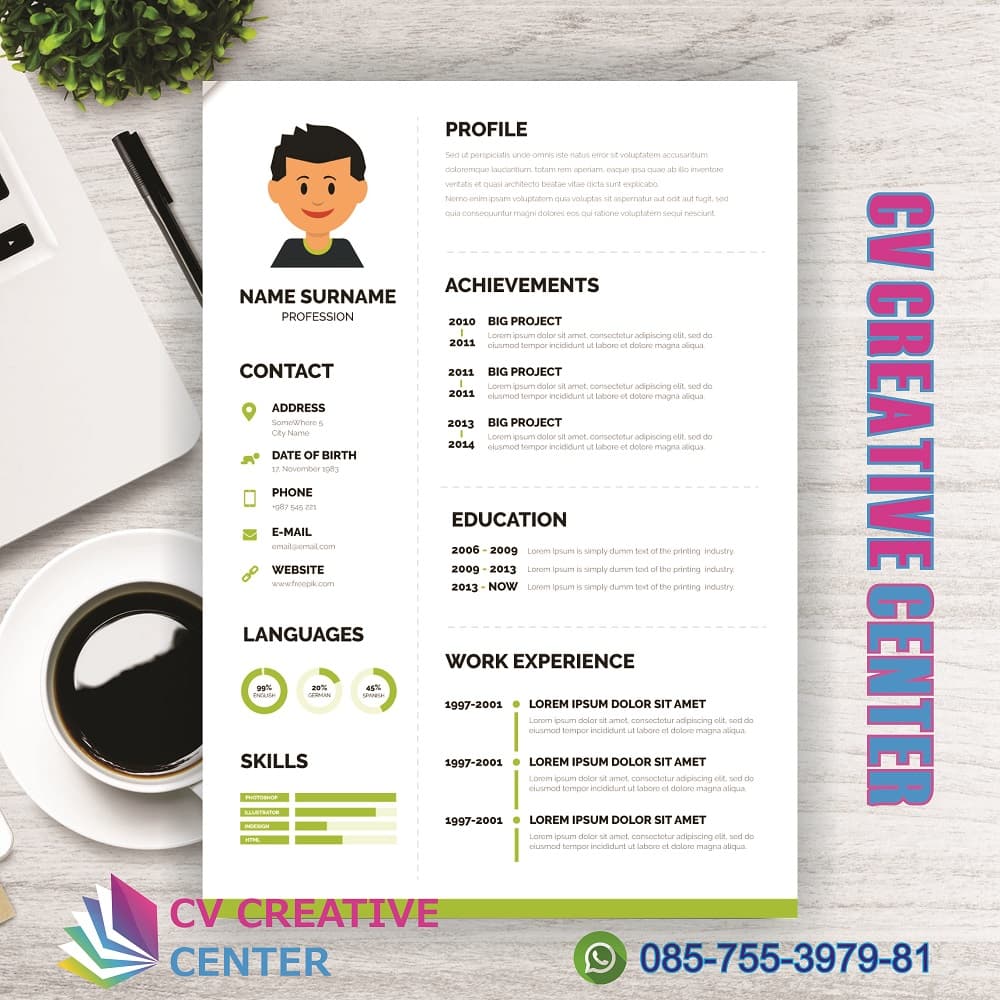 NAME SURNAME
PROFESSION
CONTACT
ADDRESS
SomeWhere 5
City Name
DATE OF BIRTH
17. November 1983
PHONE
+987 545 221
E-MAIL
email@email.com
WEBSITE
www.freepik.com
LANGUAGES
99%
ENGLISH
20%
GERMAN
45%
SPANISH
SKILLS
PHOTOSHOP
ILLUSTRATOR
INDESIGN
HTML
PROFILE
Sed ut perspiciatis unde omnis iste natus error sit voluptatem accusantium
doloremque laudantium, totam rem aperiam, eaque ipsa quae ab illo inventore
veritatis et quasi architecto beatae vitae dicta sunt explicabo.
Nemo enim ipsam voluptatem quia voluptas sit aspernatur aut odit aut fugit, sed
quia consequuntur magni dolores eos qui ratione voluptatem sequi nesciunt.
ACHIEVEMENTS
2010
2011
BIG PROJECT
Lorem ipsum dolor sit amet, consectetur adipiscing elit, sed do
eiusmod tempor incididunt ut labore et dolore magna aliqua.
2011
2011
BIG PROJECT
Lorem ipsum dolor sit amet, consectetur adipiscing elit, sed do
eiusmod tempor incididunt ut labore et dolore magna aliqua.
2013
2014
BIG PROJECT
Lorem ipsum dolor sit amet, consectetur adipiscing elit, sed do
eiusmod tempor incididunt ut labore et dolore magna aliqua.
EDUCATION
2006 - 2009 Lorem Ipsum is simply dumm text of the printing industry.
2009 - 2013 Lorem Ipsum is simply dumm text of the printing industry.
2013 - NOW Lorem Ipsum is simply dumm text of the printing industry.
WORK EXPERIENCE
1997-2001 LOREM IPSUM DOLOR SIT AMET
Lorem ipsum dolor sit amet, consectetur adipiscing elit, sed do
eiusmod tempor incididunt ut labore et dolore magna aliqua.
1997-2001 LOREM IPSUM DOLOR SIT AMET
Lorem ipsum dolor sit amet, consectetur adipiscing elit, sed do
eiusmod tempor incididunt ut labore et dolore magna aliqua.
1997-2001 LOREM IPSUM DOLOR SIT AMET
Lorem ipsum dolor sit amet, consectetur adipiscing elit, sed do
eiusmod tempor incididunt ut labore et dolore magna aliqua.
CV CREATIVE CENTER
CV CREATIVE
CENTER
085-755-3979-81